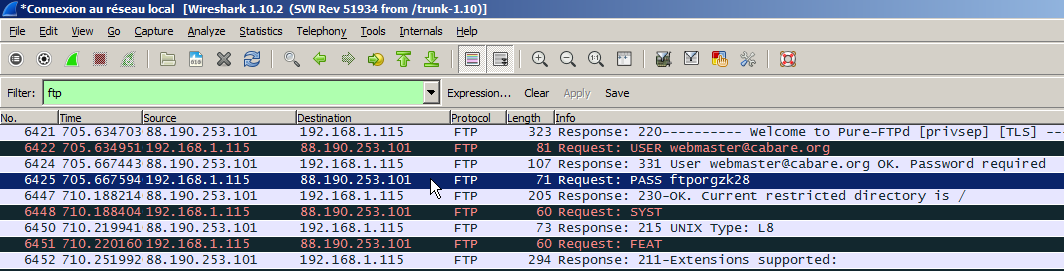 *Connexion au réseau local   [Wireshark 1.10.2  (SVN Rev 51934 from /trunk-1.10)]
File Edit View Go Capture Analyze Statistics Telephony Tools Internals Help
Filter: ftp Expression... Clear Apply Save
No. Time Source Destination Protocol Length Info
6421 705.634703 88.190.253.101 192.168.1.115 FTP 323 Response: 220---------- Welcome to Pure-FTPd [privsep] [TLS] --
6422 705.634951 192.168.1.115 88.190.253.101 FTP 81 Request: USER webmaster@cabare.org
6424 705.667443 88.190.253.101 192.168.1.115 FTP 107 Response: 331 User webmaster@cabare.org OK. Password required
6425 705.667594 192.168.1.115 88.190.253.101 FTP 71 Request: PASS ftporgzk28
6447 710.188214 88.190.253.101 192.168.1.115 FTP 205 Response: 230-OK. Current restricted directory is /
6448 710.188404 192.168.1.115 88.190.253.101 FTP 60 Request: SYST
6450 710.219941 88.190.253.101 192.168.1.115 FTP 73 Response: 215 UNIX Type: L8
6451 710.220160 192.168.1.115 88.190.253.101 FTP 60 Request: FEAT
6452 710.251992 88.190.253.101 192.168.1.115 FTP 294 Response: 211-Extensions supported: